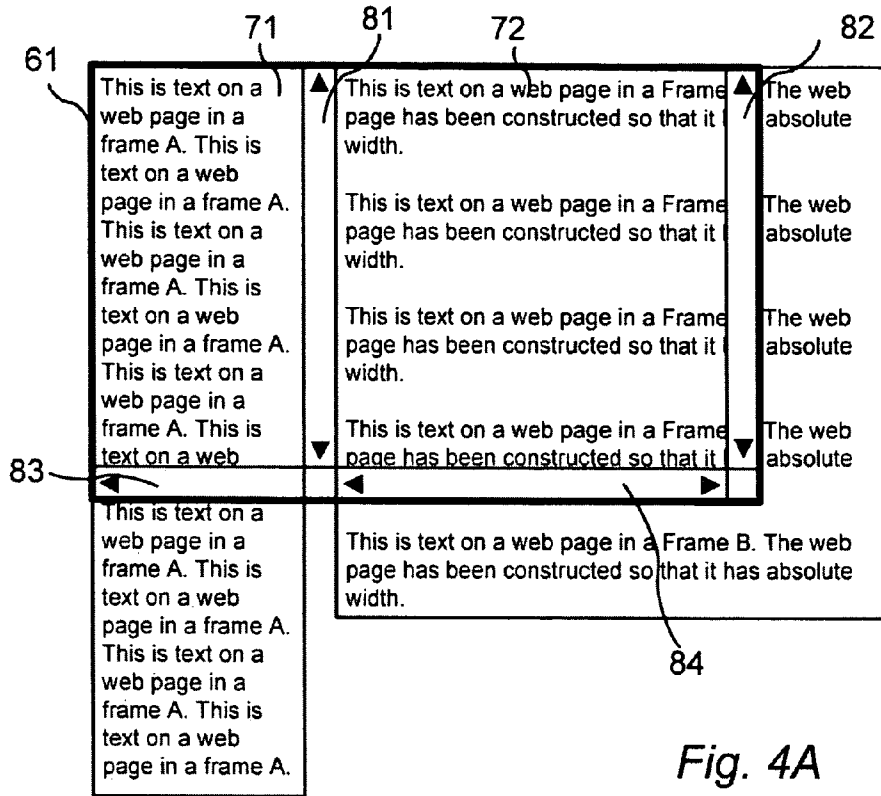 61
71
81
72
82
This is text on a
web page in a
frame A. This is
text on a web
page in a frame A.
This is text on a
web page in a
frame A. This is
text on a web
page in a frame A.
This is text on a
web page in a
frame A. This is
text on a web
83
This is text on a
web page in a
frame A. This is
text on a web
page in a frame A.
This is text on a
web page in a
frame A. This is
text on a web
page in a frame A.
This is text on a web page in a Frame The web
page has been constructed so that it absolute
width.
This is text on a web page in a Frame The web
page has been constructed so that it absolute
width.
This is text on a web page in a Frame The web
page has been constructed so that it absolute
width.
This is text on a web page in a Frame The web
page has been constructed so that it absolute
This is text on a web page in a Frame B. The web
page has been constructed so that it has absolute
width.
84
Fig. 4A